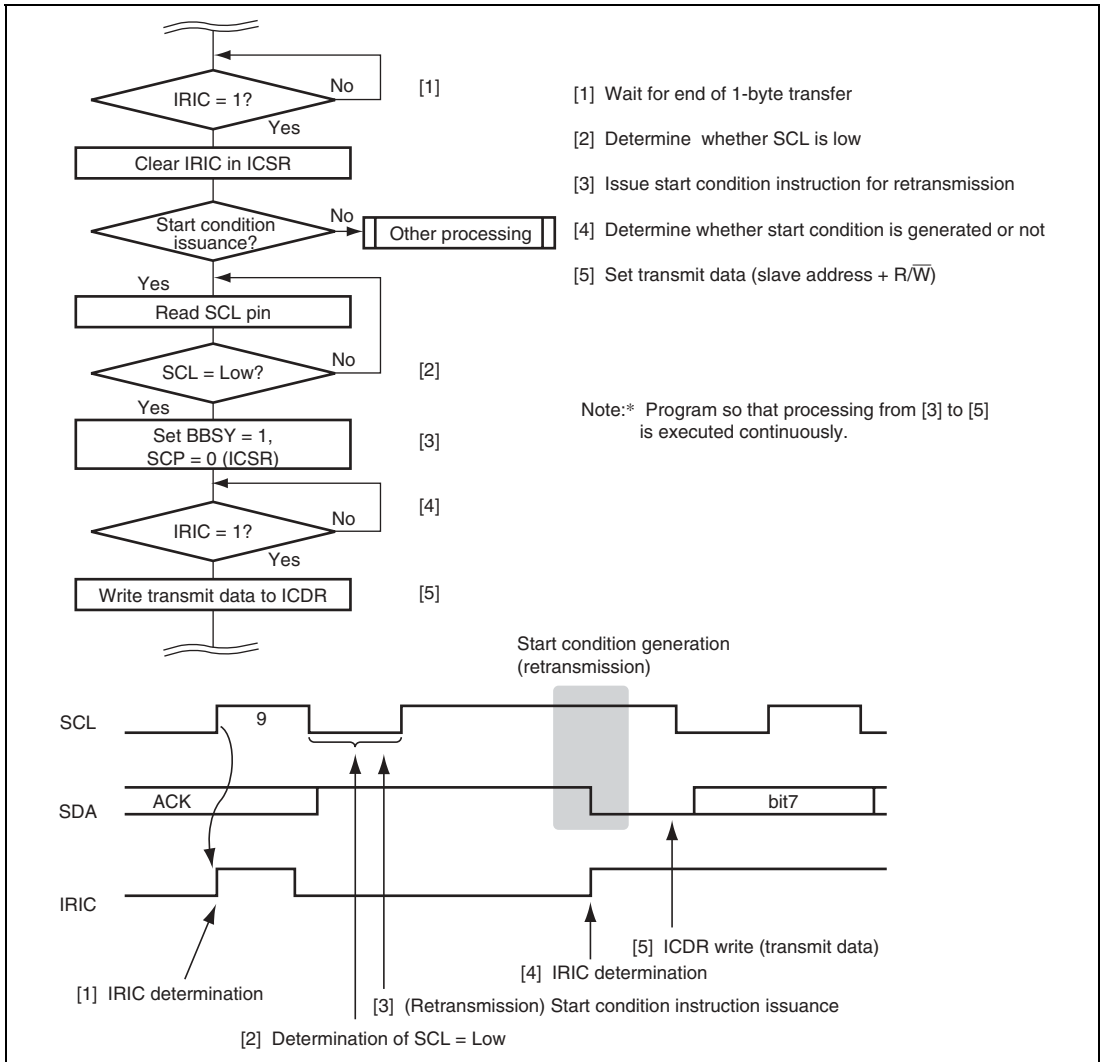 IRIC = 1?
No
Yes
[1]
Clear IRIC in ICSR
Start condition
issuance?
No
Other processing
Yes
Read SCL pin
SCL = Low?
No
[2]
Yes
Set BBSY = 1,
SCP = 0 (ICSR)
[3]
[4]
IRIC = 1?
No
Yes
Write transmit data to ICDR
[5]
[1] Wait for end of 1-byte transfer
[2] Determine whether SCL is low
[3] Issue start condition instruction for retransmission
[4] Determine whether start condition is generated or not
[5] Set transmit data (slave address + R/W̅)
Note:* Program so that processing from [3] to [5]
is executed continuously.
Start condition generation
(retransmission)
SCL
9
SDA
ACK
bit7
IRIC
[5] ICDR write (transmit data)
[4] IRIC determination
[1] IRIC determination
[3] (Retransmission) Start condition instruction issuance
[2] Determination of SCL = Low